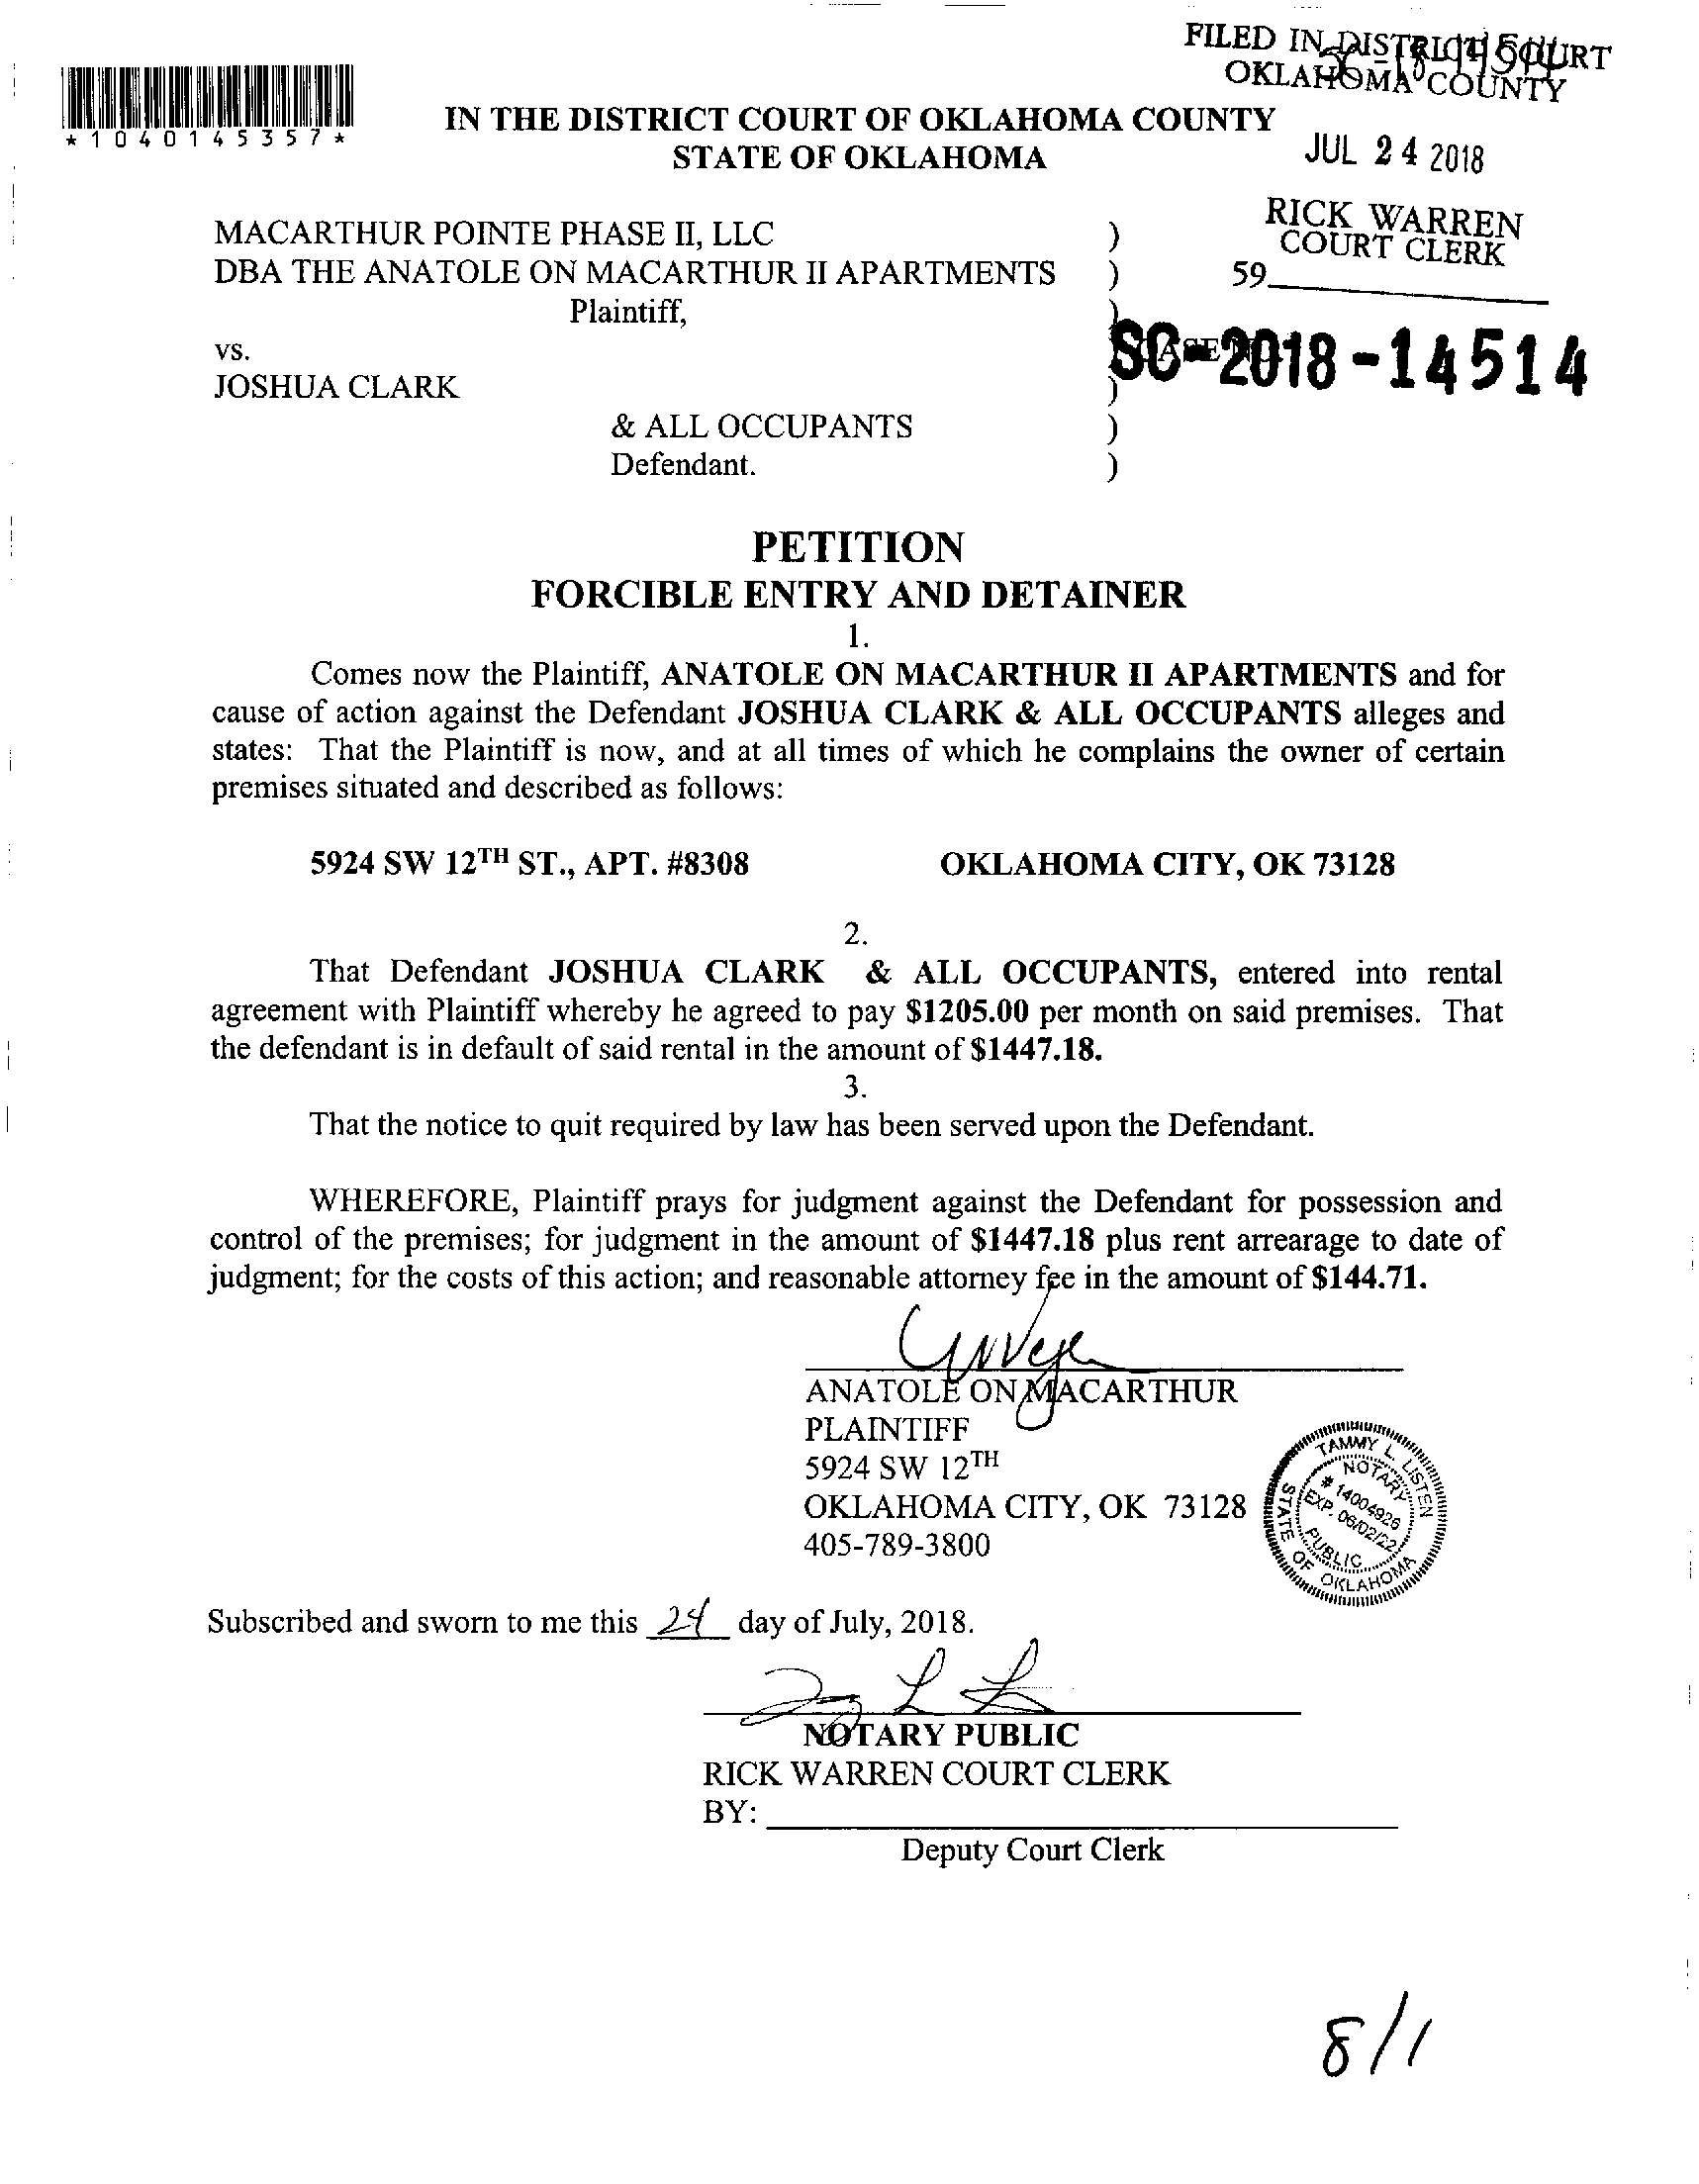 FILED IN DISTRICT COURT
OKLAHOMA COUNTY
*1040145357*
IN THE DISTRICT COURT OF OKLAHOMA COUNTY
STATE OF OKLAHOMA
JUL 24 2018
RICK WARREN
COURT CLERK
59
MACARTHUR POINTE PHASE II, LLC )
DBA THE ANATOLE ON MACARTHUR II APARTMENTS )
Plaintiff, )
vs.
SC-2018-14514
JOSHUA CLARK )
& ALL OCCUPANTS )
Defendant. )
PETITION
FORCIBLE ENTRY AND DETAINER
1.
Comes now the Plaintiff, ANATOLE ON MACARTHUR II APARTMENTS and for
cause of action against the Defendant JOSHUA CLARK & ALL OCCUPANTS alleges and
states: That the Plaintiff is now, and at all times of which he complains the owner of certain
premises situated and described as follows:
5924 SW 12TH ST., APT. #8308 OKLAHOMA CITY, OK 73128
2.
That Defendant JOSHUA CLARK & ALL OCCUPANTS, entered into rental
agreement with Plaintiff whereby he agreed to pay $1205.00 per month on said premises. That
the defendant is in default of said rental in the amount of $1447.18.
3.
That the notice to quit required by law has been served upon the Defendant.
WHEREFORE, Plaintiff prays for judgment against the Defendant for possession and
control of the premises; for judgment in the amount of $1447.18 plus rent arrearage to date of
judgment; for the costs of this action; and reasonable attorney fee in the amount of $144.71.
ANATOLE ON MACARTHUR
PLAINTIFF
5924 SW 12TH
OKLAHOMA CITY, OK 73128
405-789-3800
TAMMY L. LISTEN
NOTARY
# 14004926
EXP. 06/02/22
PUBLIC
STATE OF OKLAHOMA
Subscribed and sworn to me this 24 day of July, 2018.
NOTARY PUBLIC
RICK WARREN COURT CLERK
BY:
Deputy Court Clerk
8/1